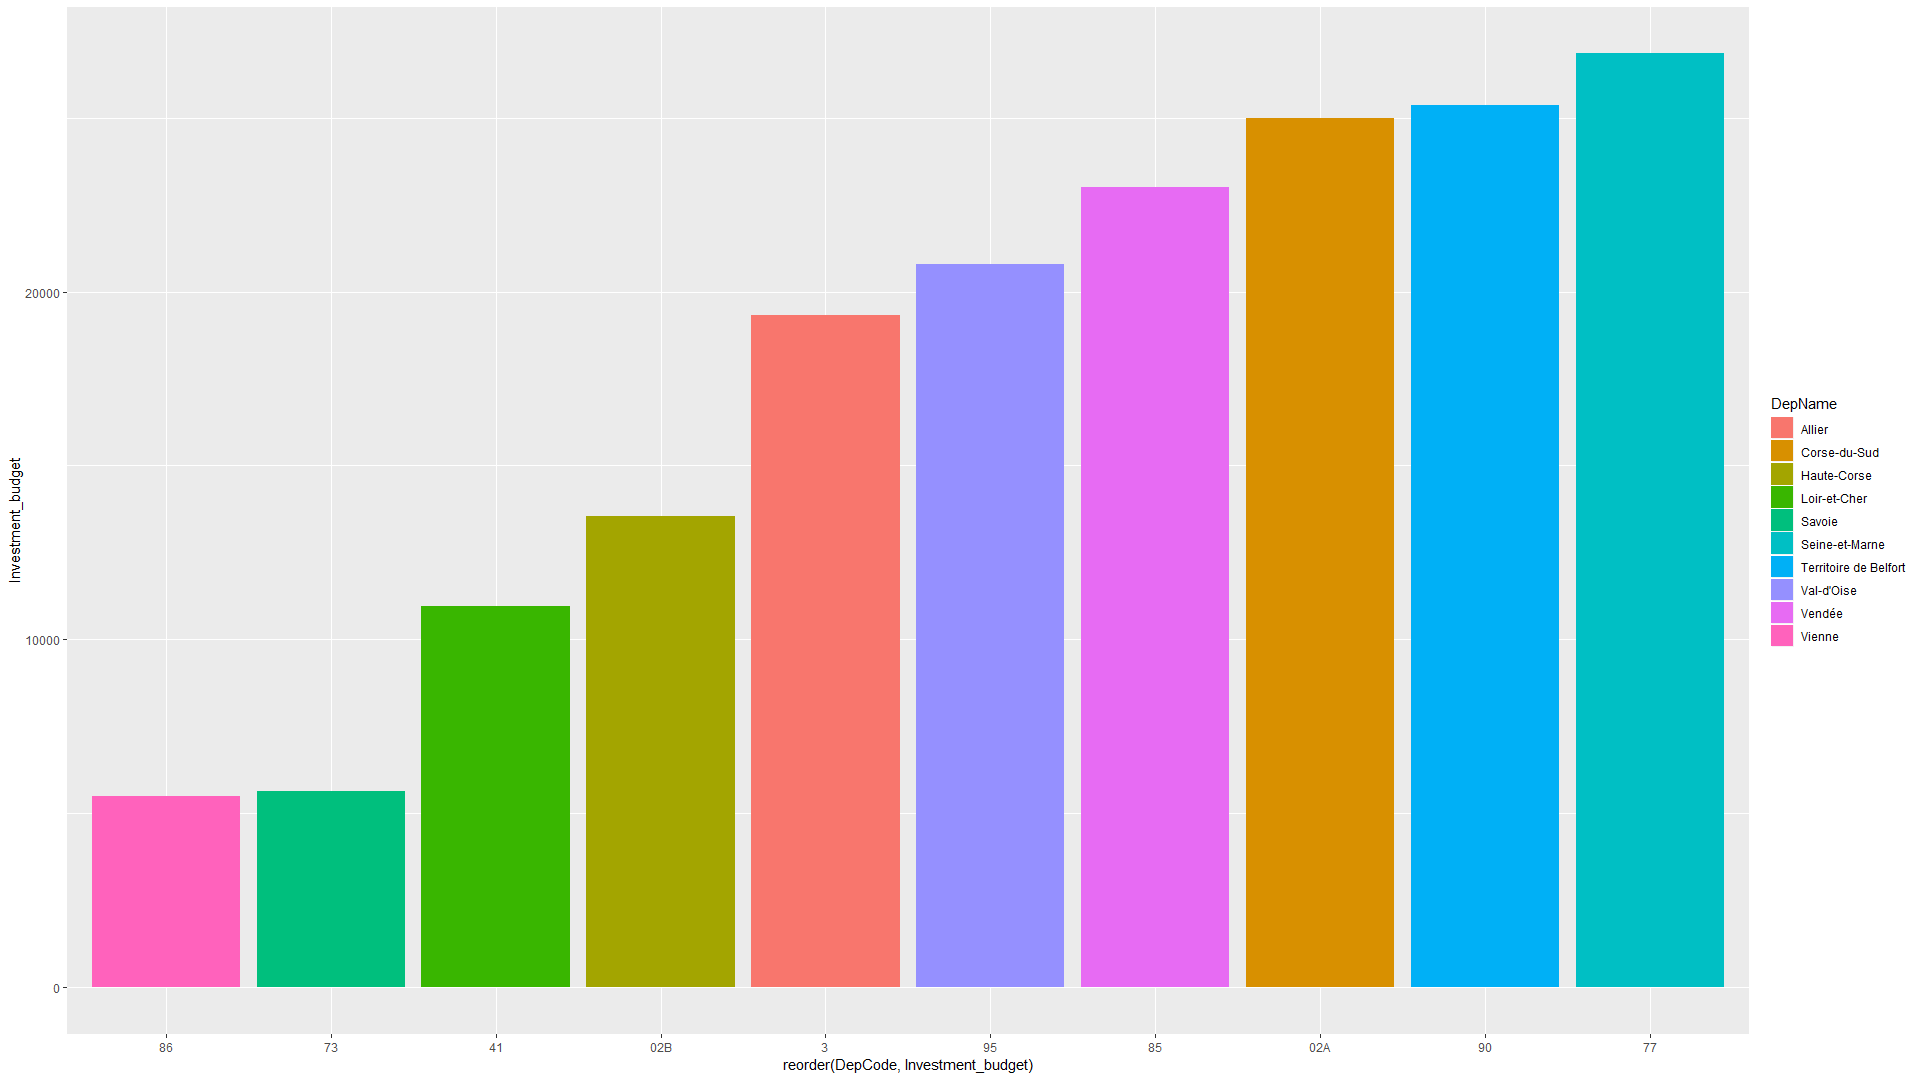 Investment_budget
20000
10000
0
86 73 41 02B 3 95 85 02A 90 77
reorder(DepCode, Investment_budget)
DepName
Allier
Corse-du-Sud
Haute-Corse
Loir-et-Cher
Savoie
Seine-et-Marne
Territoire de Belfort
Val-d'Oise
Vendée
Vienne